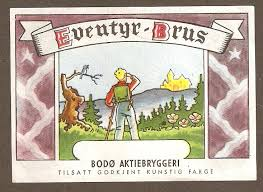 Eventyr-Brus
BODØ AKTIEBRYGGERI
TILSATT GODKJENT KUNSTIG FARGE